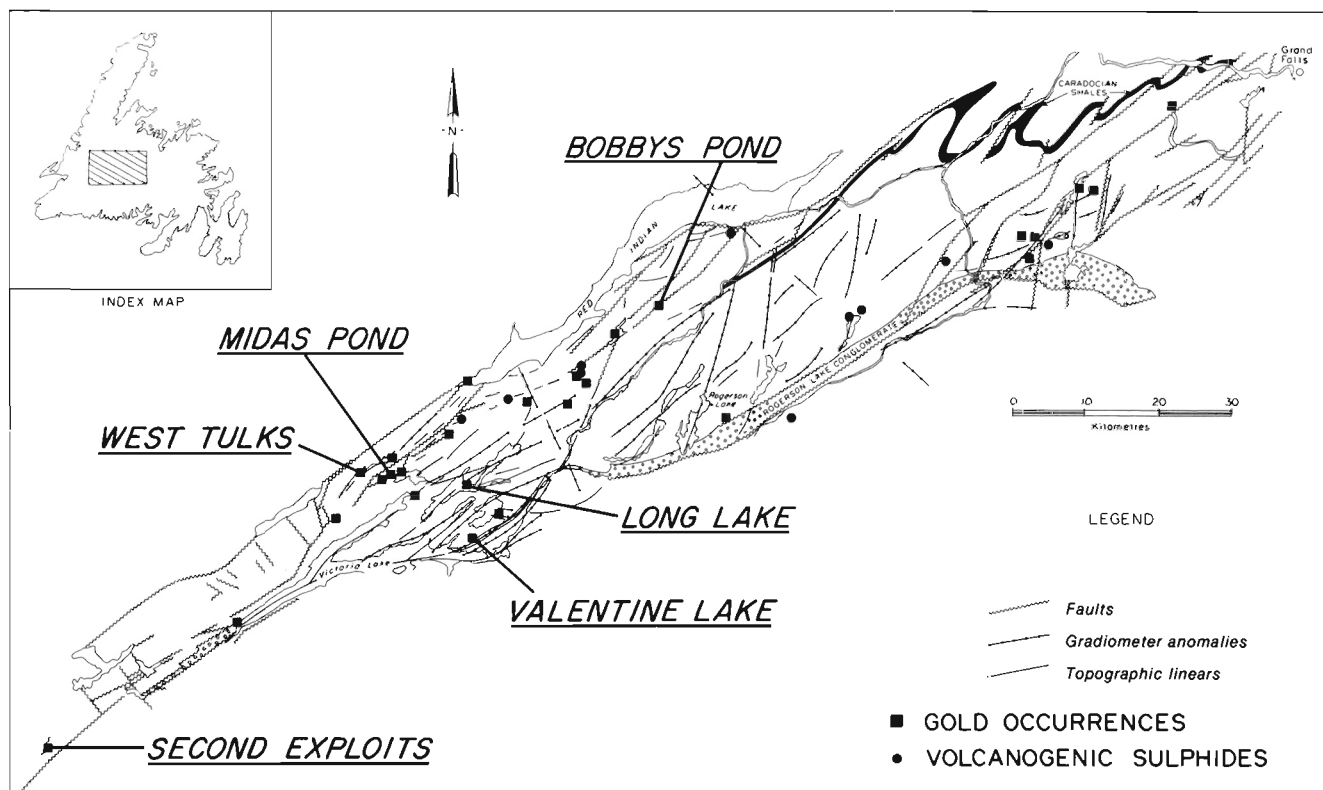 Grand
Falls
CARADOCIAN
SHALES
-N-
BOBBYS POND
LAKE
INDIAN
RED
INDEX MAP
MIDAS POND
ROGERSON LAKE CONGLOMERATE
Rogerson
Lake
0 10 20 30
Kilometres
WEST TULKS
LONG LAKE
LEGEND
Victoria Lake
VALENTINE LAKE
Faults
Gradiometer anomalies
Topographic linears
GOLD OCCURRENCES
SECOND EXPLOITS
VOLCANOGENIC SULPHIDES